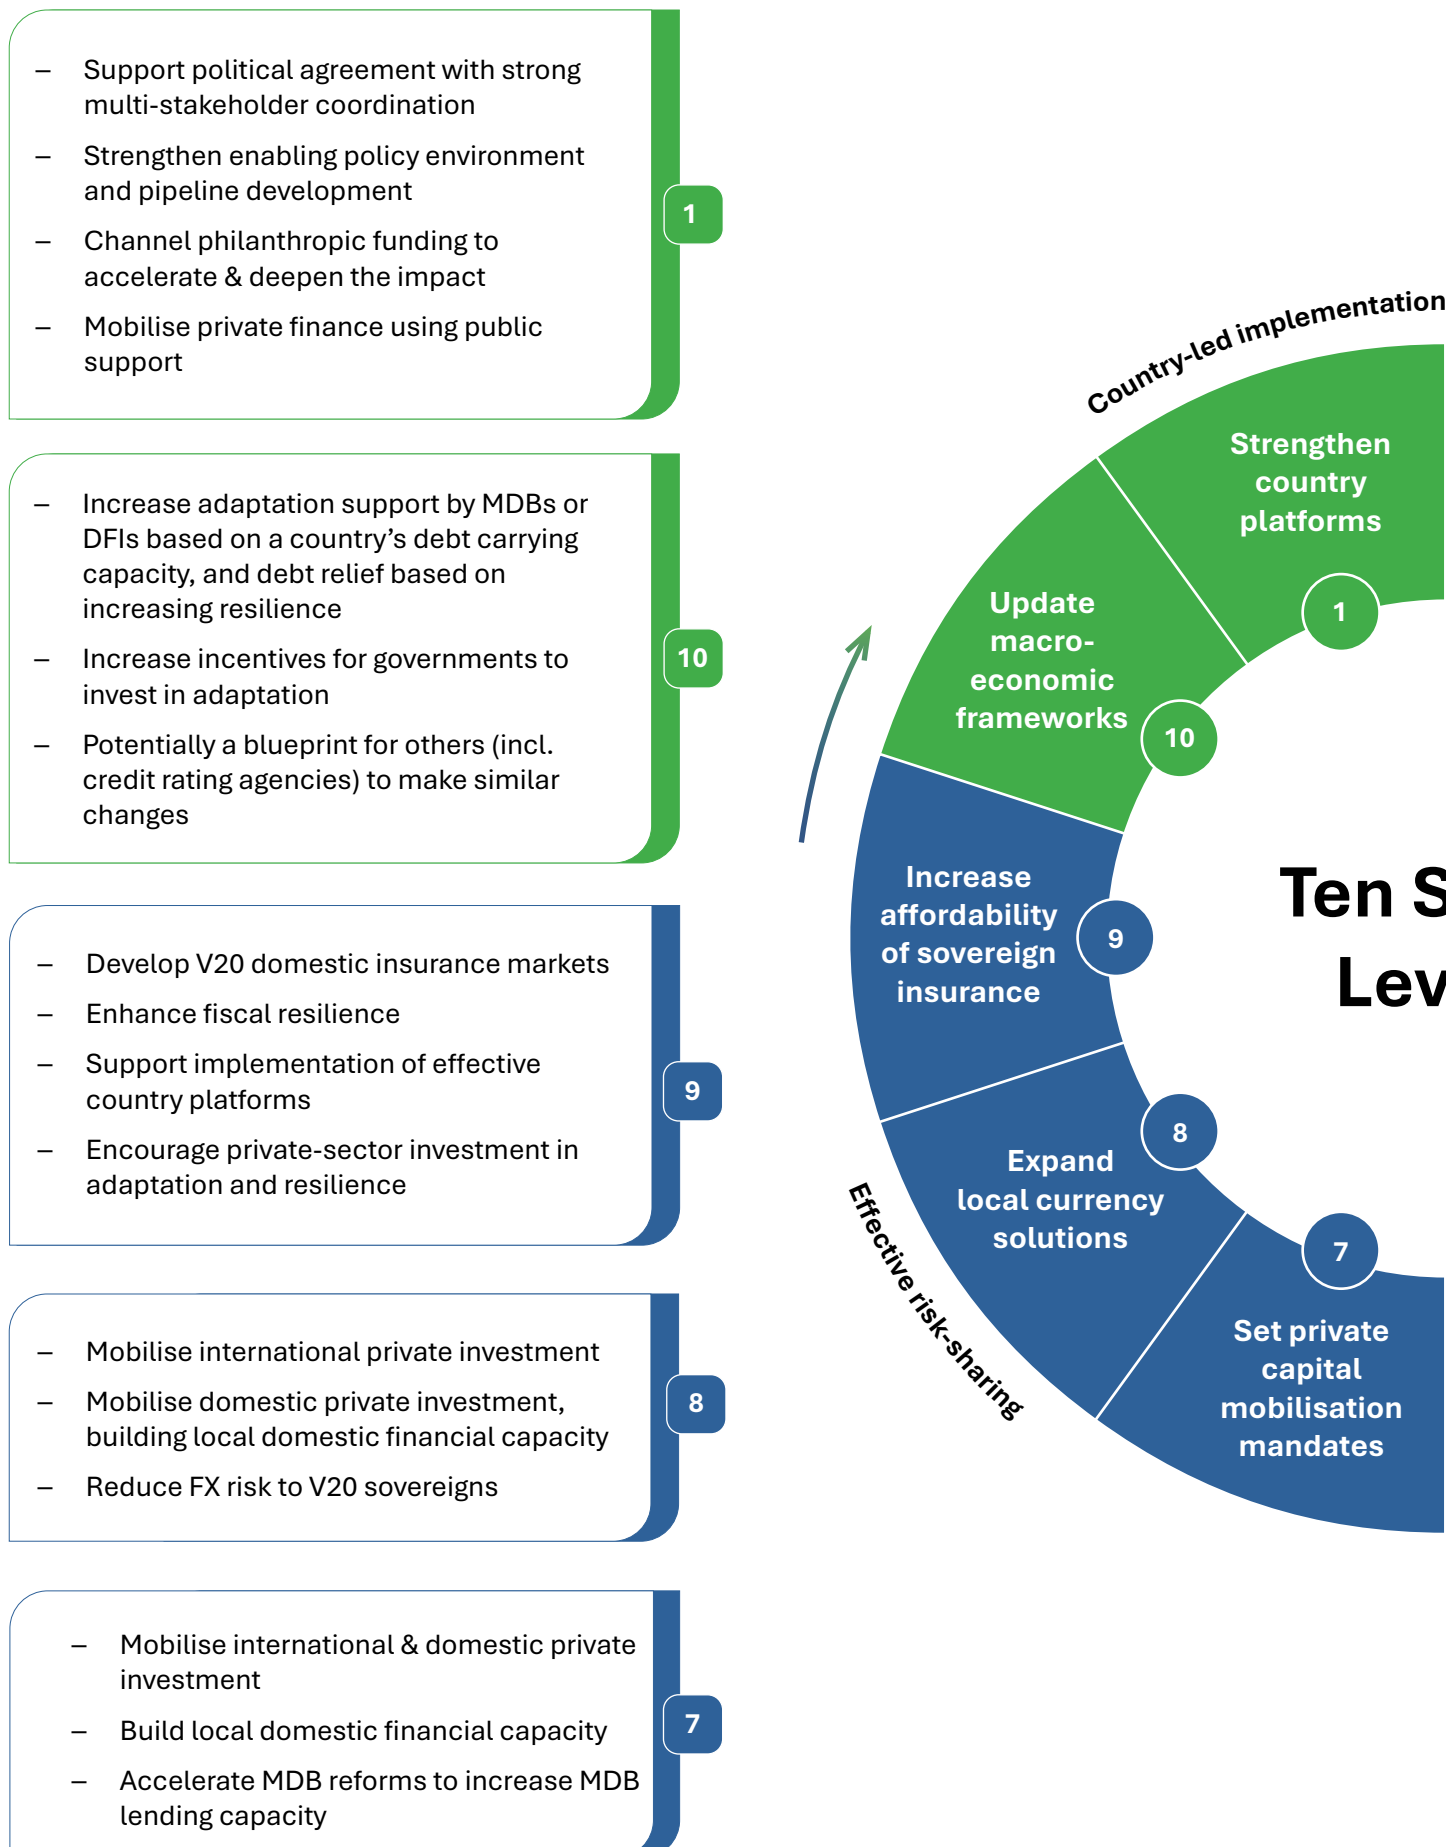 – Support political agreement with strong
multi-stakeholder coordination
– Strengthen enabling policy environment
and pipeline development
– Channel philanthropic funding to
accelerate & deepen the impact
– Mobilise private finance using public
support
1
– Increase adaptation support by MDBs or
DFIs based on a country’s debt carrying
capacity, and debt relief based on
increasing resilience
– Increase incentives for governments to
invest in adaptation
– Potentially a blueprint for others (incl.
credit rating agencies) to make similar
changes
10
– Develop V20 domestic insurance markets
– Enhance fiscal resilience
– Support implementation of effective
country platforms
– Encourage private-sector investment in
adaptation and resilience
9
– Mobilise international private investment
– Mobilise domestic private investment,
building local domestic financial capacity
– Reduce FX risk to V20 sovereigns
8
– Mobilise international & domestic private
investment
– Build local domestic financial capacity
– Accelerate MDB reforms to increase MDB
lending capacity
7
Country-led implementation
Strengthen
country
platforms
1
Update
macro-
economic
frameworks
10
Increase
affordability
of sovereign
insurance
9
Ten S
Lev
Expand
local currency
solutions
8
Effective risk-sharing
7
Set private
capital
mobilisation
mandates